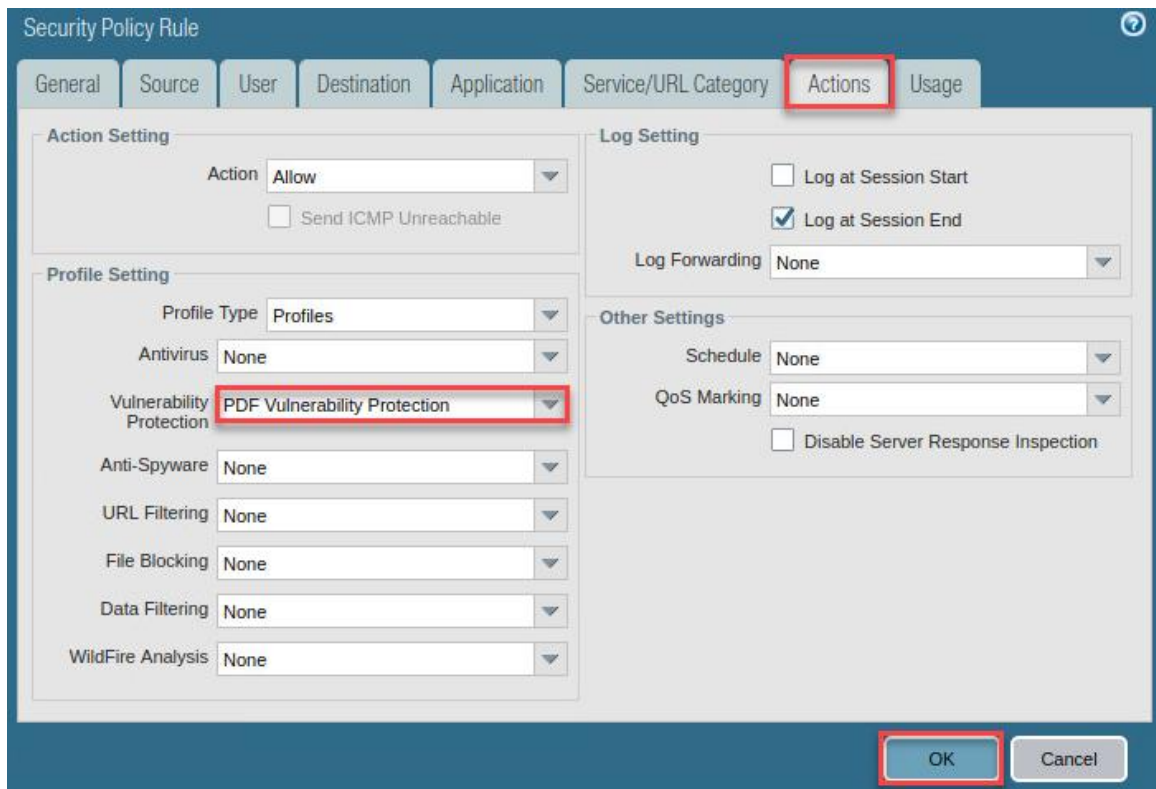 Security Policy Rule
General Source User Destination Application Service/URL Category Actions Usage
Action Setting
Action Allow
Send ICMP Unreachable
Profile Setting
Profile Type Profiles
Antivirus None
Vulnerability Protection PDF Vulnerability Protection
Anti-Spyware None
URL Filtering None
File Blocking None
Data Filtering None
WildFire Analysis None
Log Setting
Log at Session Start
Log at Session End
Log Forwarding None
Other Settings
Schedule None
QoS Marking None
Disable Server Response Inspection
OK Cancel